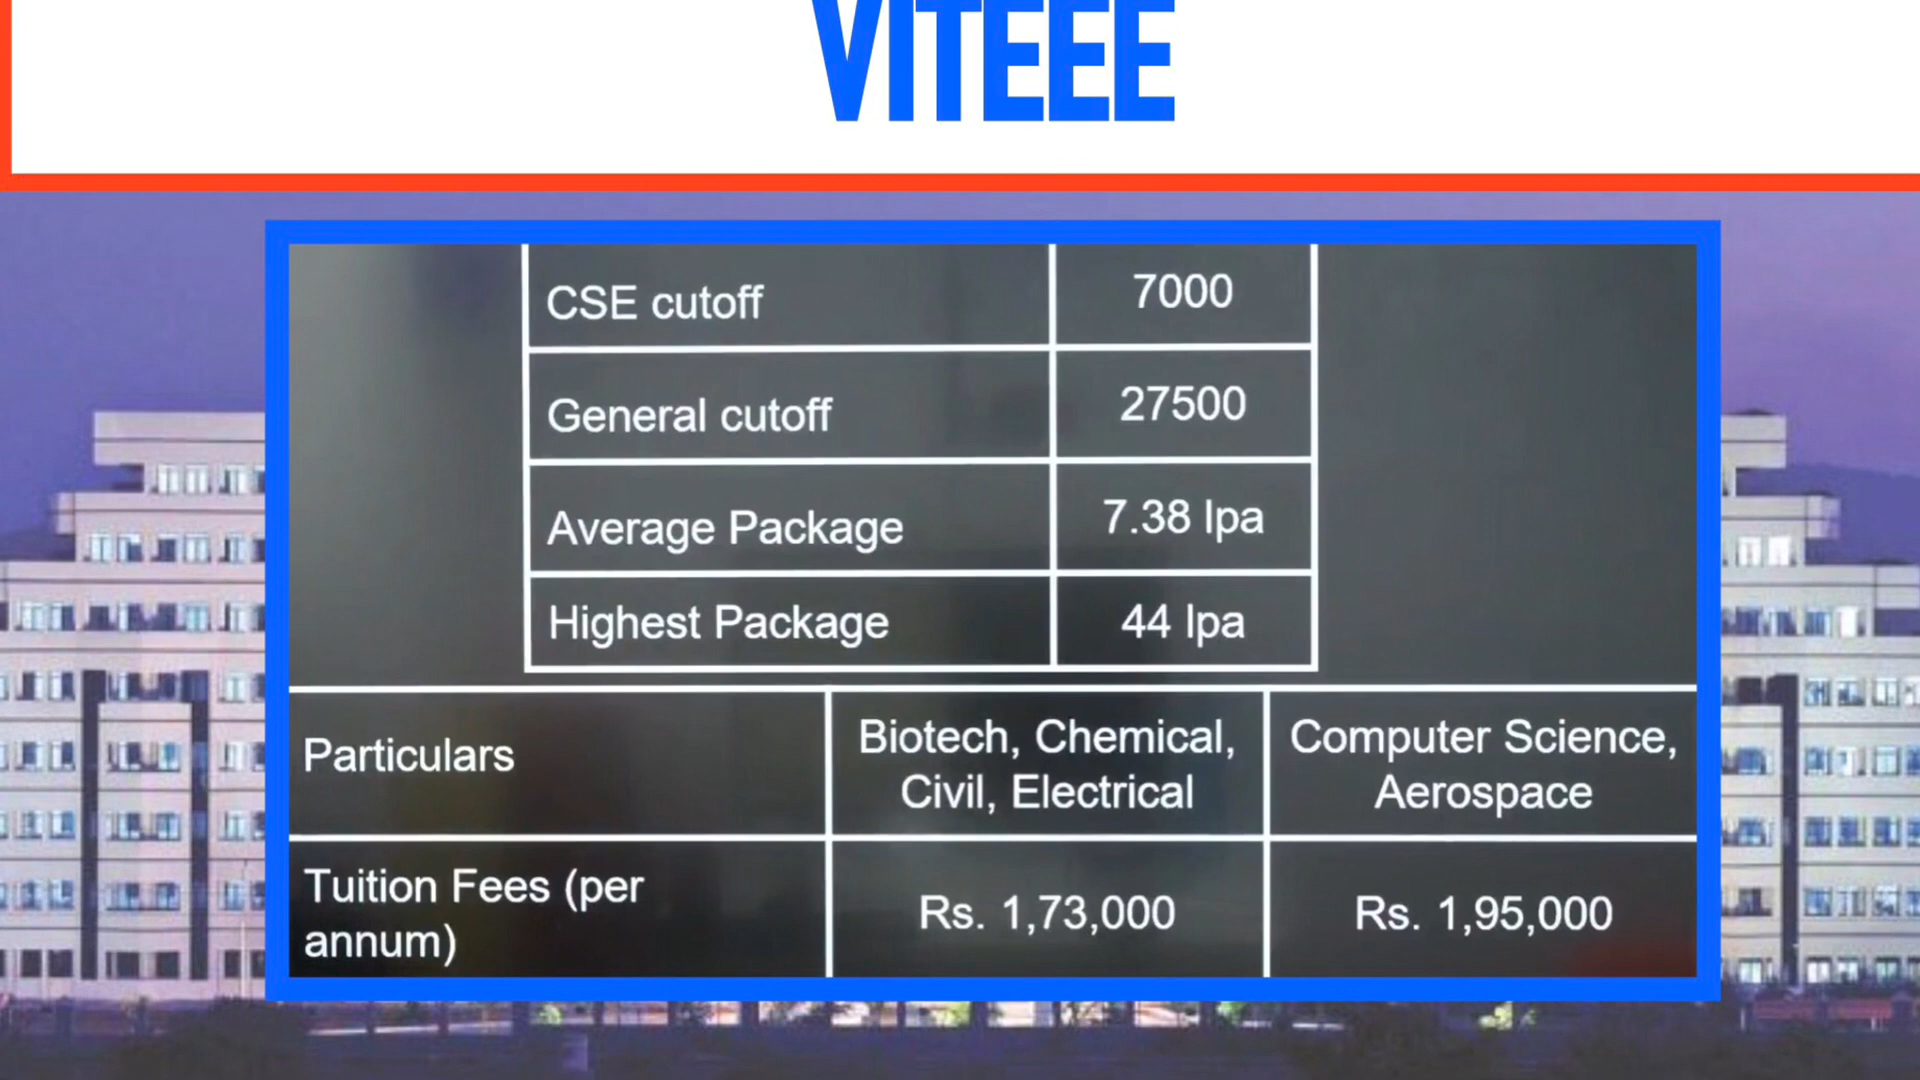 VITEEE
CSE cutoff 7000
General cutoff 27500
Average Package 7.38 lpa
Highest Package 44 lpa
Particulars
Biotech, Chemical,
Civil, Electrical
Computer Science,
Aerospace
Tuition Fees (per
annum)
Rs. 1,73,000
Rs. 1,95,000